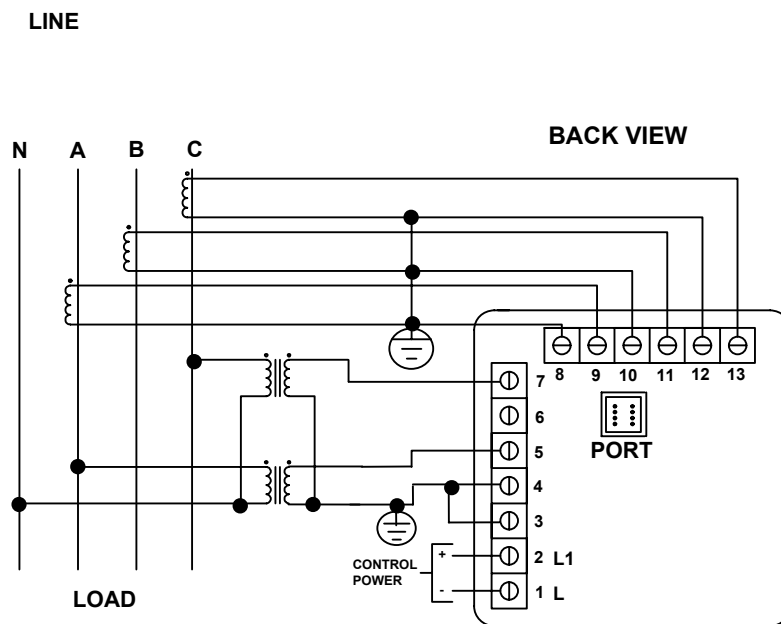 LINE
BACK VIEW
N A B C
8 9 10 11 12 13
7
6
PORT
5
4
3
CONTROL
POWER
+
-
2 L1
1 L
LOAD